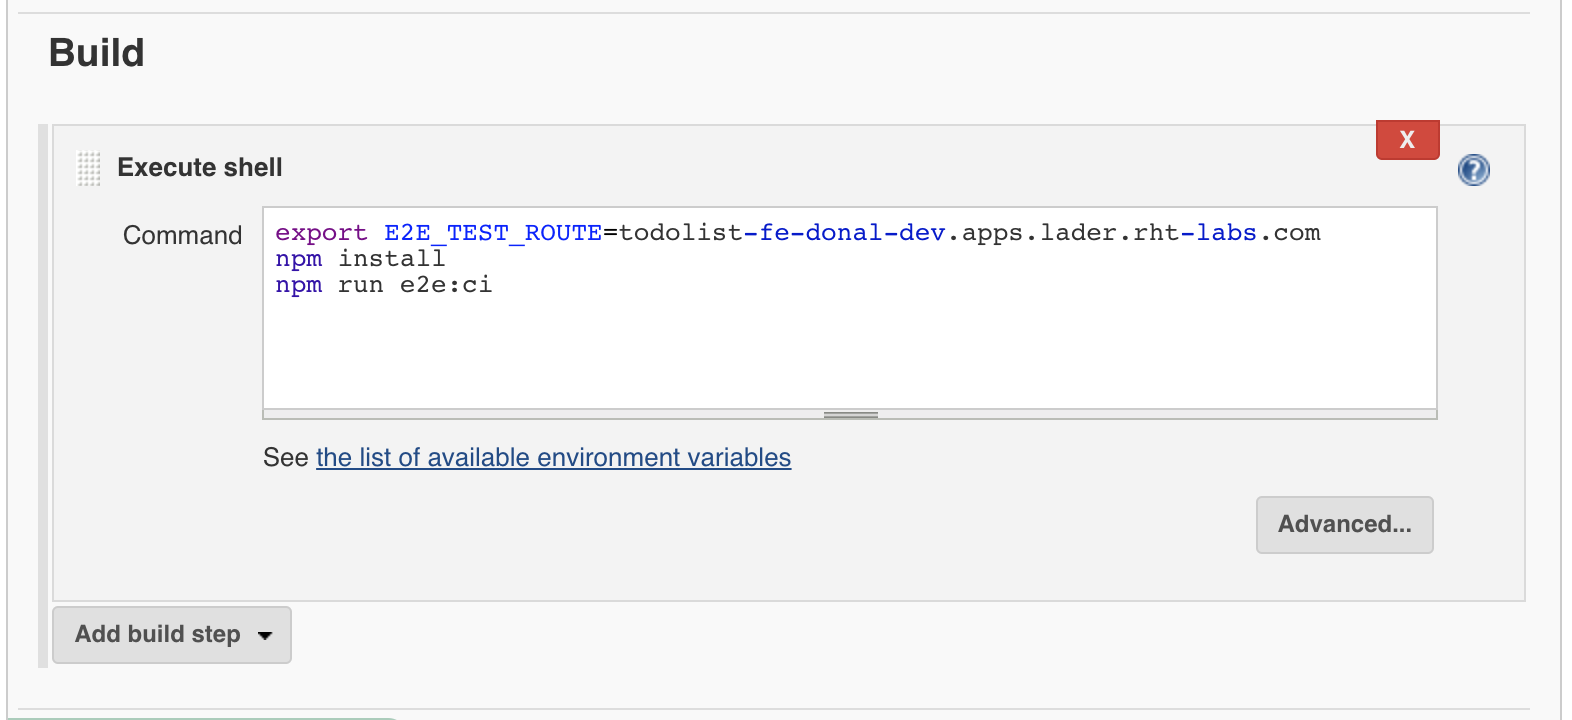 Build
X
Execute shell
?
Command
export E2E_TEST_ROUTE=todolist-fe-donal-dev.apps.lader.rht-labs.com
npm install
npm run e2e:ci
See the list of available environment variables
Advanced...
Add build step